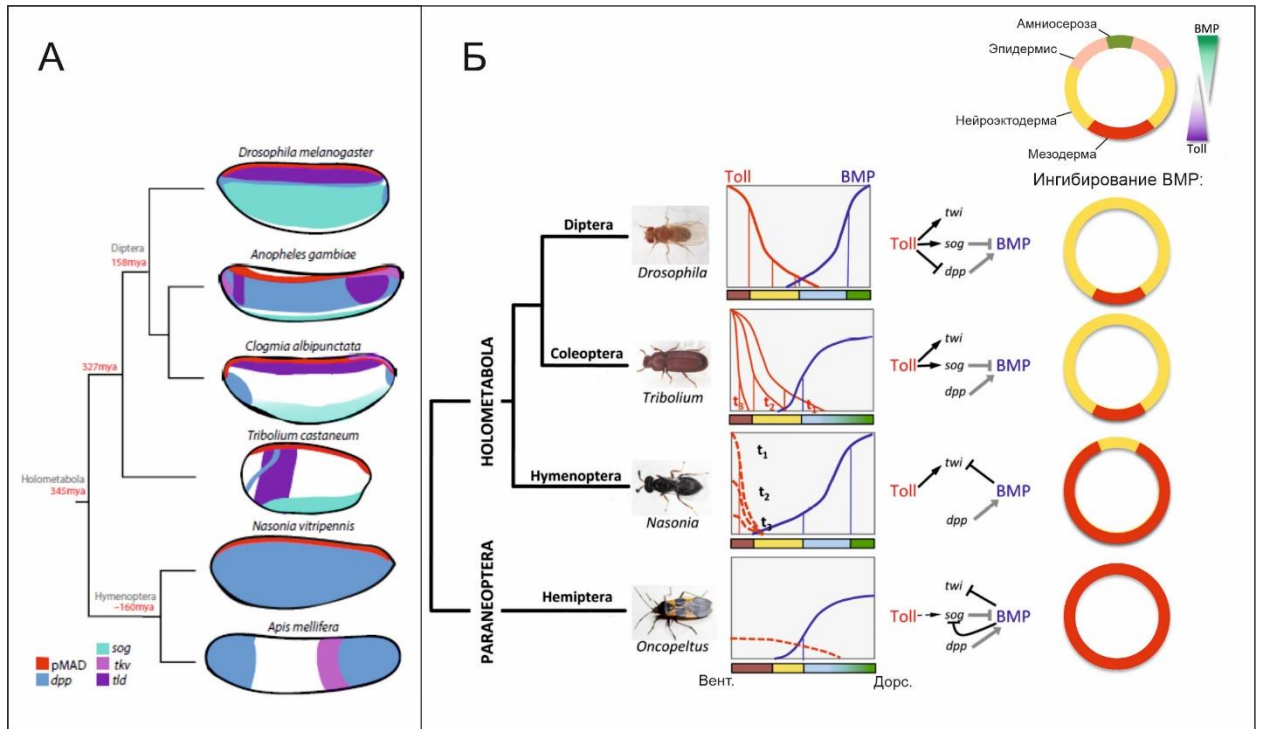 А
Drosophila melanogaster
Diptera
158mya
Anopheles gambiae
327mya
Clogmia albipunctata
Tribolium castaneum
Holometabola
345mya
Nasonia vitripennis
Hymenoptera
~160mya
Apis mellifera
sog
pMAD
tkv
dpp
tld
Б
Амниосероза
BMP
Эпидермис
Нейроэктодерма
Toll
Мезодерма
Ингибирование BMP:
HOLOMETABOLA
PARANEOPTERA
Diptera
Drosophila
Toll
BMP
Toll
twi
sog
BMP
dpp
Coleoptera
Tribolium
t3
t2
t1
Toll
twi
sog
BMP
dpp
Hymenoptera
Nasonia
t1
t2
t3
Toll
twi
BMP
dpp
Hemiptera
Oncopeltus
Toll
twi
sog
BMP
dpp
Вент.
Дорс.